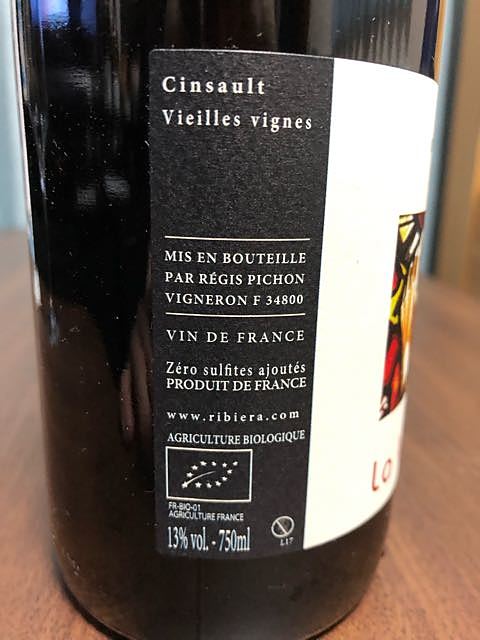 Cinsault
Vieilles vignes
MIS EN BOUTEILLE
PAR RÉGIS PICHON
VIGNERON F 34800
VIN DE FRANCE
Zéro sulfites ajoutés
PRODUIT DE FRANCE
www.ribiera.com
AGRICULTURE BIOLOGIQUE
FR-BIO-01
AGRICULTURE FRANCE
13% vol. - 750ml
L17
LO